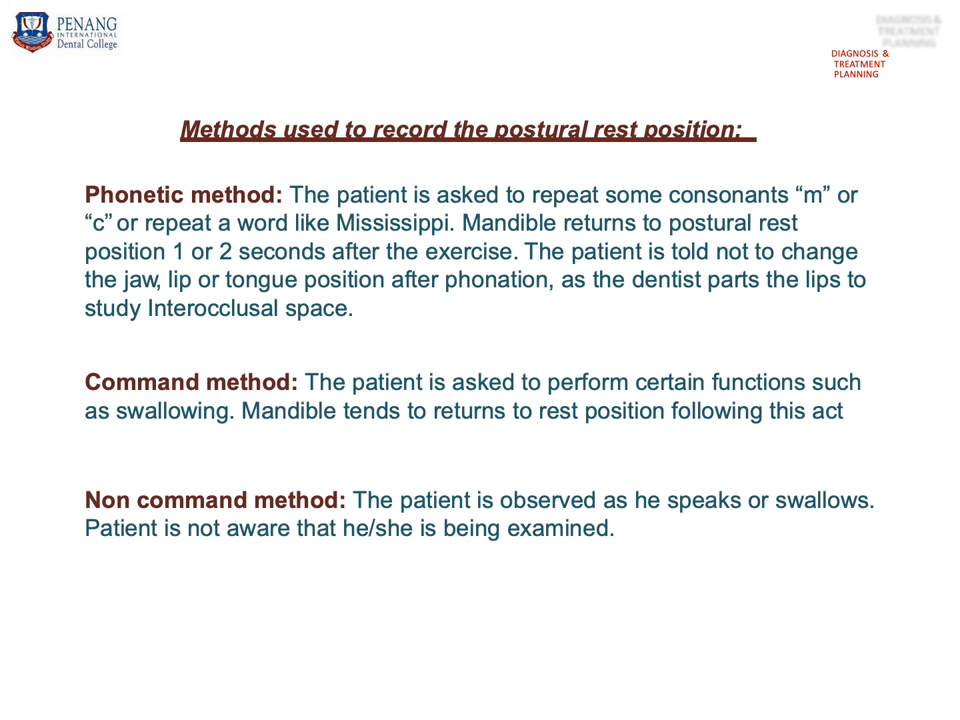 PENANG
INTERNATIONAL
Dental College
DIAGNOSIS &
TREATMENT
PLANNING
DIAGNOSIS &
TREATMENT
PLANNING
Methods used to record the postural rest position:
Phonetic method: The patient is asked to repeat some consonants “m” or
“c” or repeat a word like Mississippi. Mandible returns to postural rest
position 1 or 2 seconds after the exercise. The patient is told not to change
the jaw, lip or tongue position after phonation, as the dentist parts the lips to
study Interocclusal space.
Command method: The patient is asked to perform certain functions such
as swallowing. Mandible tends to returns to rest position following this act
Non command method: The patient is observed as he speaks or swallows.
Patient is not aware that he/she is being examined.